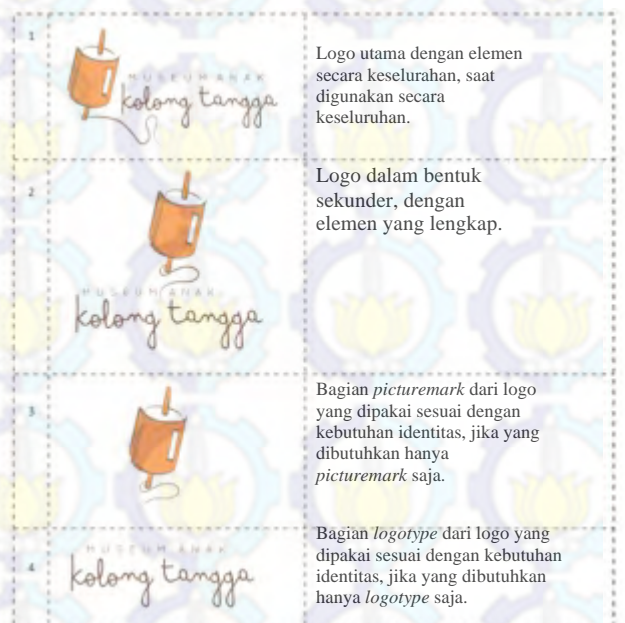 1
MUSEUM ANAK
kolong tangga
Logo utama dengan elemen
secara keselurahan, saat
digunakan secara
keseluruhan.
2
MUSEUM ANAK
kolong tangga
Logo dalam bentuk
sekunder, dengan
elemen yang lengkap.
3
Bagian picturemark dari logo
yang dipakai sesuai dengan
kebutuhan identitas, jika yang
dibutuhkan hanya
picturemark saja.
4
MUSEUM ANAK
kolong tangga
Bagian logotype dari logo yang
dipakai sesuai dengan kebutuhan
identitas, jika yang dibutuhkan
hanya logotype saja.